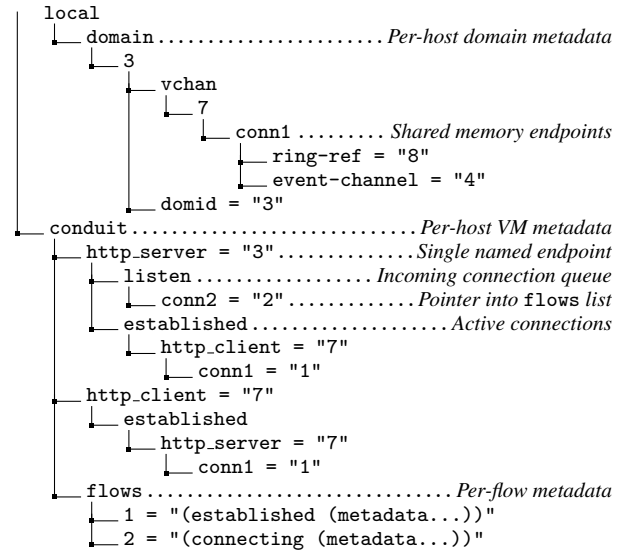 local
domain ....................... Per-host domain metadata
3
vchan
7
conn1 ......... Shared memory endpoints
ring-ref = "8"
event-channel = "4"
domid = "3"
conduit ............................. Per-host VM metadata
http_server = "3" .............. Single named endpoint
listen ................. Incoming connection queue
conn2 = "2" ............. Pointer into flows list
established .................... Active connections
http_client = "7"
conn1 = "1"
http_client = "7"
established
http_server = "7"
conn1 = "1"
flows ............................... Per-flow metadata
1 = "(established (metadata...))"
2 = "(connecting (metadata...))"